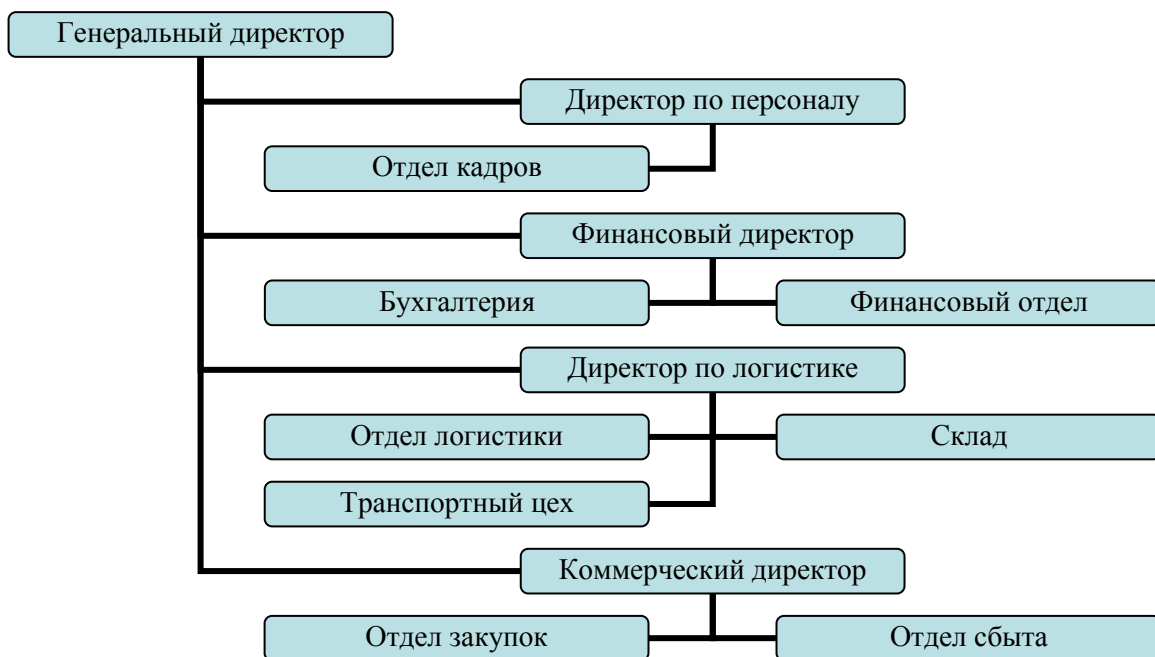 Генеральный директор
Директор по персоналу
Отдел кадров
Финансовый директор
Бухгалтерия
Финансовый отдел
Директор по логистике
Отдел логистики
Склад
Транспортный цех
Коммерческий директор
Отдел закупок
Отдел сбыта